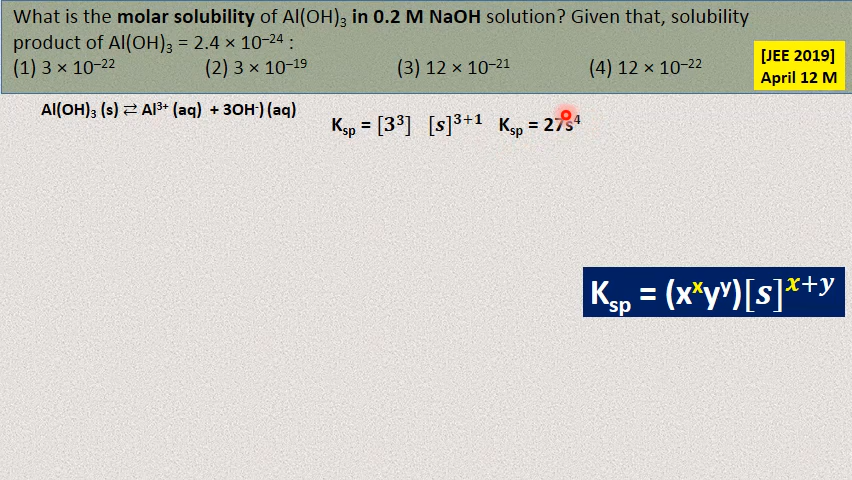 What is the molar solubility of Al(OH)₃ in 0.2 M NaOH solution? Given that, solubility
product of Al(OH)₃ = 2.4 × 10⁻²⁴ :
(1) 3 × 10⁻²² (2) 3 × 10⁻¹⁹ (3) 12 × 10⁻²¹ (4) 12 × 10⁻²²
[JEE 2019]
April 12 M
Al(OH)₃ (s) ⇄ Al³⁺ (aq) + 3OH⁻) (aq)
Kₛₚ = [3³] [s]³⁺¹ Kₛₚ = 27s⁴
Kₛₚ = (xˣyʸ)[s]ˣ⁺ʸ